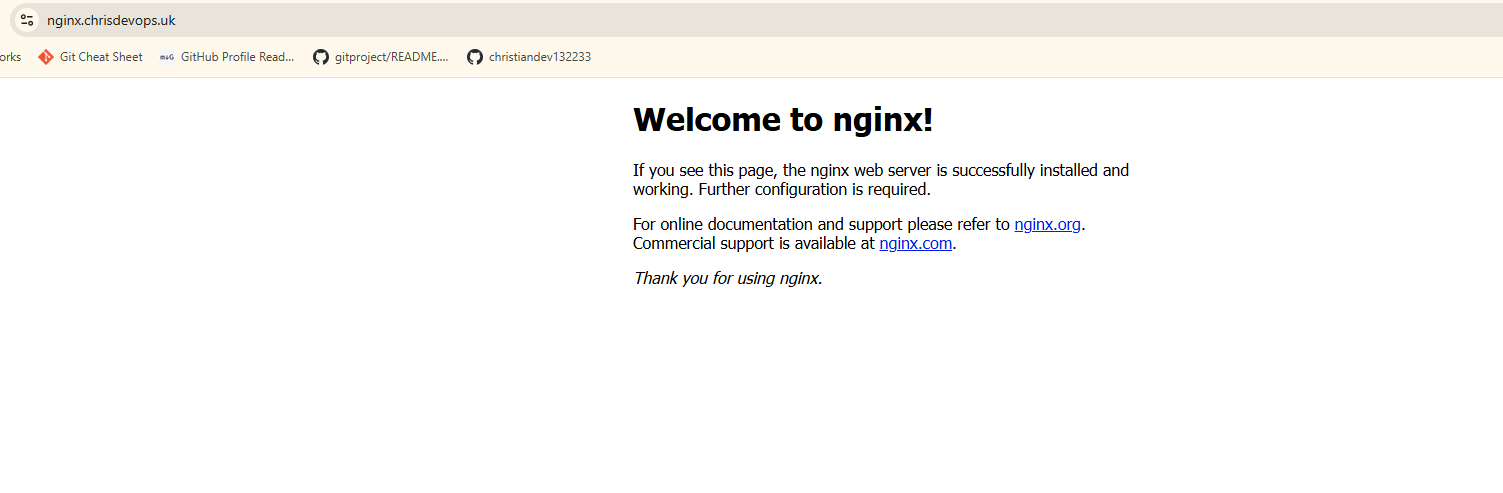 nginx.chrisdevops.uk
orks Git Cheat Sheet m&G GitHub Profile Read... gitproject/README.... christiandev132233
Welcome to nginx!
If you see this page, the nginx web server is successfully installed and
working. Further configuration is required.
For online documentation and support please refer to nginx.org.
Commercial support is available at nginx.com.
Thank you for using nginx.